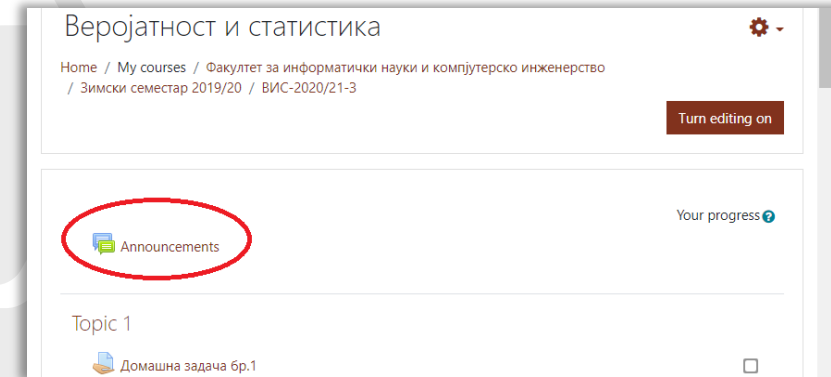 Веројатност и статистика
Home / My courses / Факултет за информатички науки и компјутерско инженерство
/ Зимски семестар 2019/20 / ВИС-2020/21-З
Turn editing on
Your progress
Announcements
Topic 1
Домашна задача бр.1